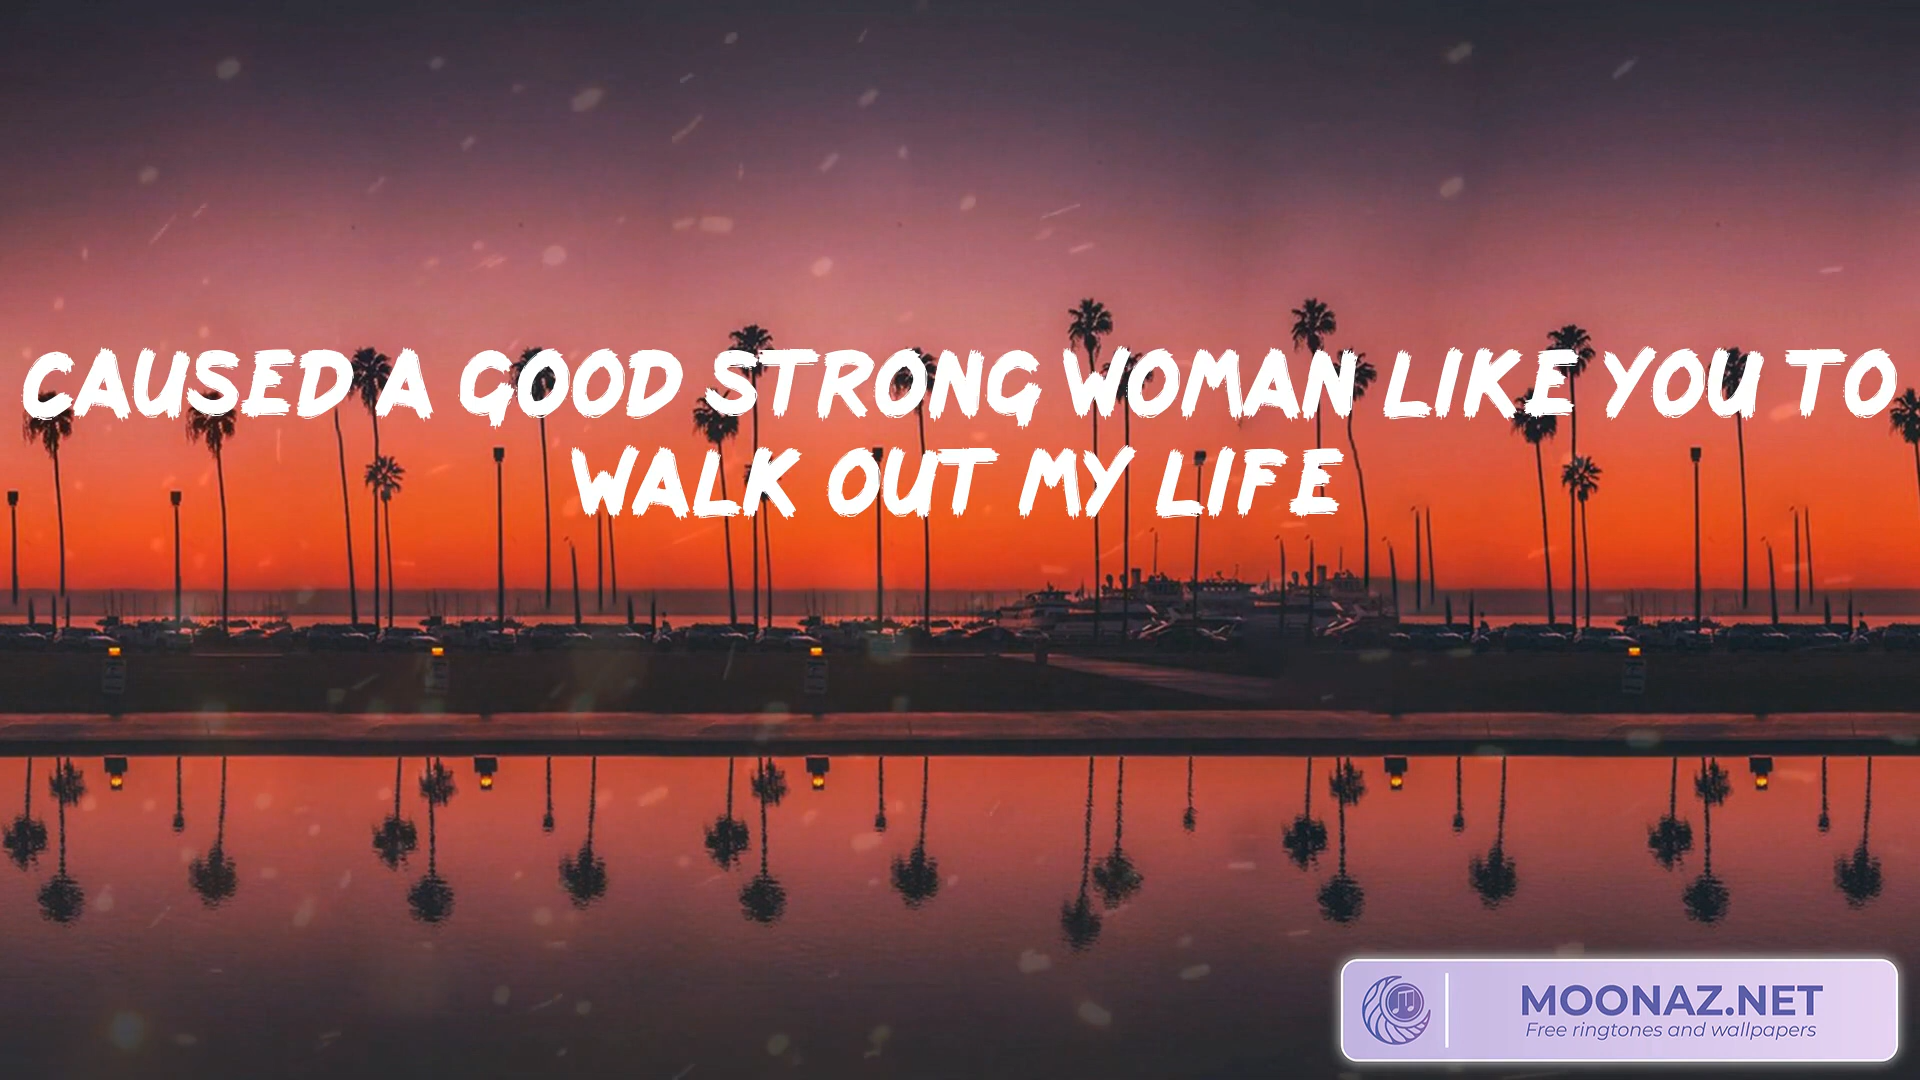 CAUSED A GOOD STRONG WOMAN LIKE YOU TO
WALK OUT MY LIFE
MOONAZ.NET
Free ringtones and wallpapers